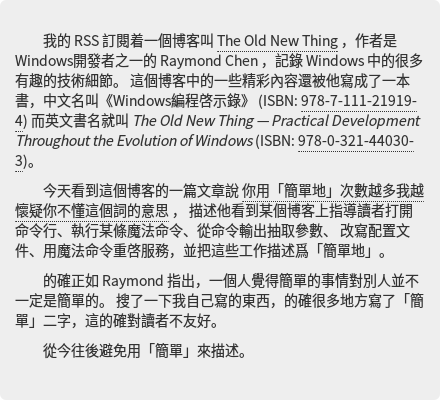 我的 RSS 訂閱着一個博客叫 The Old New Thing ，作者是
Windows開發者之一的 Raymond Chen ，記錄 Windows 中的很多
有趣的技術細節。 這個博客中的一些精彩內容還被他寫成了一本
書，中文名叫《Windows編程啓示錄》 (ISBN: 978-7-111-21919-
4) 而英文書名就叫 The Old New Thing — Practical Development
Throughout the Evolution of Windows (ISBN: 978-0-321-44030-
3)。
今天看到這個博客的一篇文章說 你用「簡單地」次數越多我越
懷疑你不懂這個詞的意思 ， 描述他看到某個博客上指導讀者打開
命令行、執行某條魔法命令、從命令輸出抽取參數、 改寫配置文
件、用魔法命令重啓服務，並把這些工作描述爲「簡單地」。
的確正如 Raymond 指出，一個人覺得簡單的事情對別人並不
一定是簡單的。 搜了一下我自己寫的東西，的確很多地方寫了「簡
單」二字，這的確對讀者不友好。
從今往後避免用「簡單」來描述。